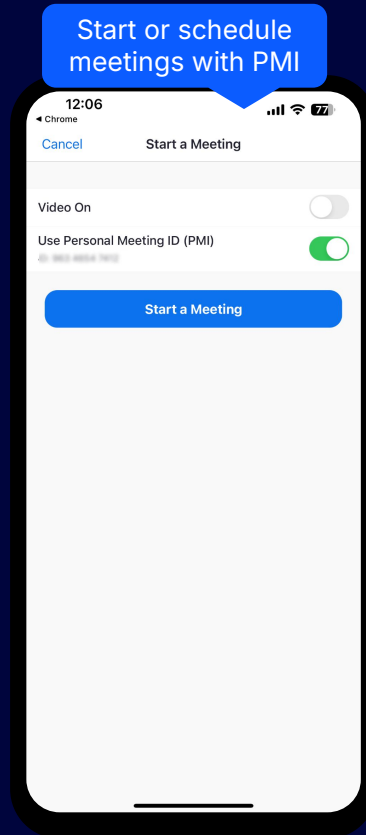 Start or schedule
meetings with PMI
12:06
77
◀ Chrome
Cancel
Start a Meeting
Video On
Use Personal Meeting ID (PMI)
Start a Meeting